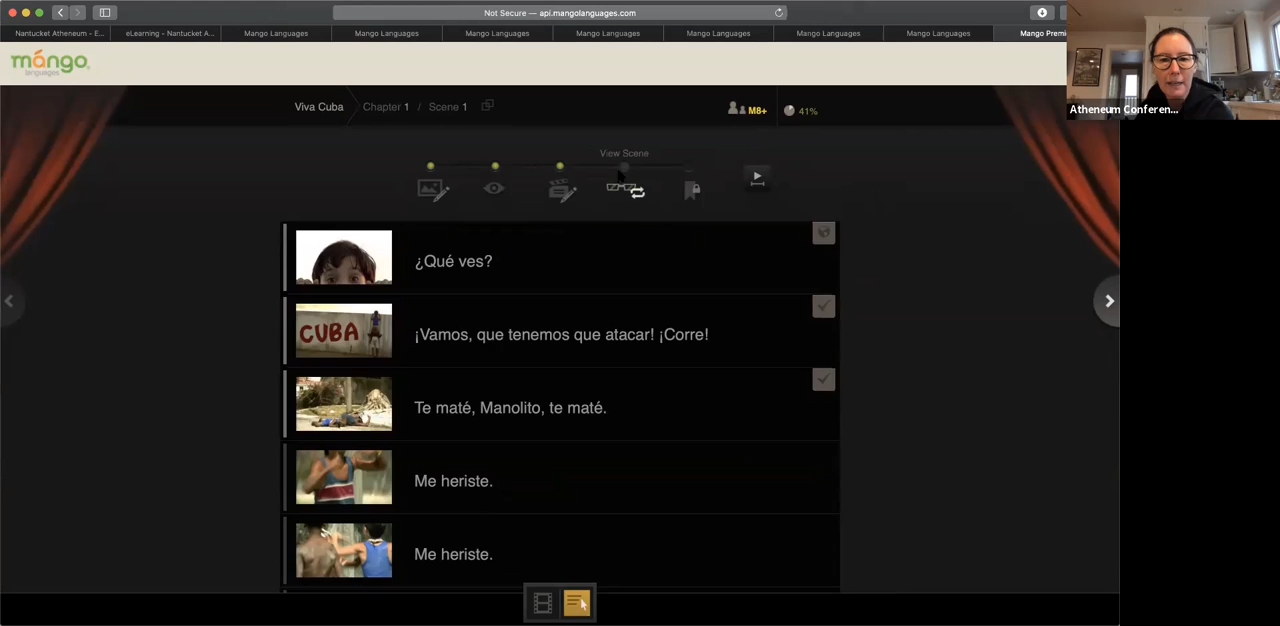 Not Secure — api.mangolanguages.com
Nantucket Atheneum - E...
eLearning - Nantucket A...
Mango Languages
Mango Languages
Mango Languages
Mango Languages
Mango Languages
Mango Languages
Mango Languages
Mango Premi
mango
languages
Atheneum Conferen...
Viva Cuba
Chapter 1 / Scene 1
M8+
41%
View Scene
¿Qué ves?
CUBA
¡Vamos, que tenemos que atacar! ¡Corre!
Te maté, Manolito, te maté.
Me heriste.
Me heriste.